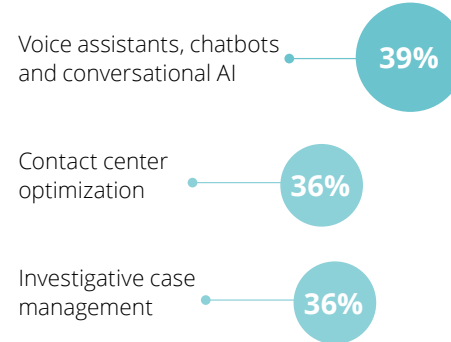 Voice assistants, chatbots
and conversational AI
39%
Contact center
optimization
36%
Investigative case
management
36%